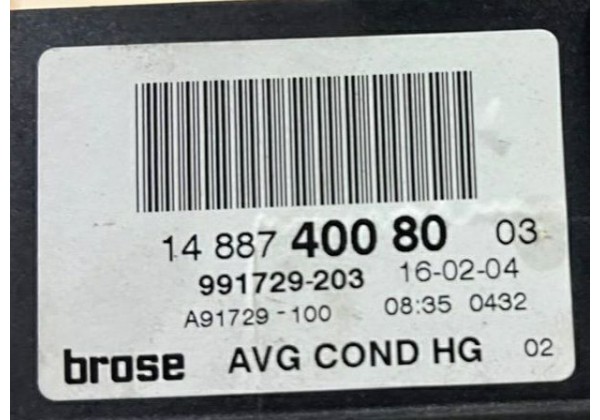 14 887 400 80 03
991729-203 16-02-04
A91729-100 08:35 0432
brose AVG COND HG 02